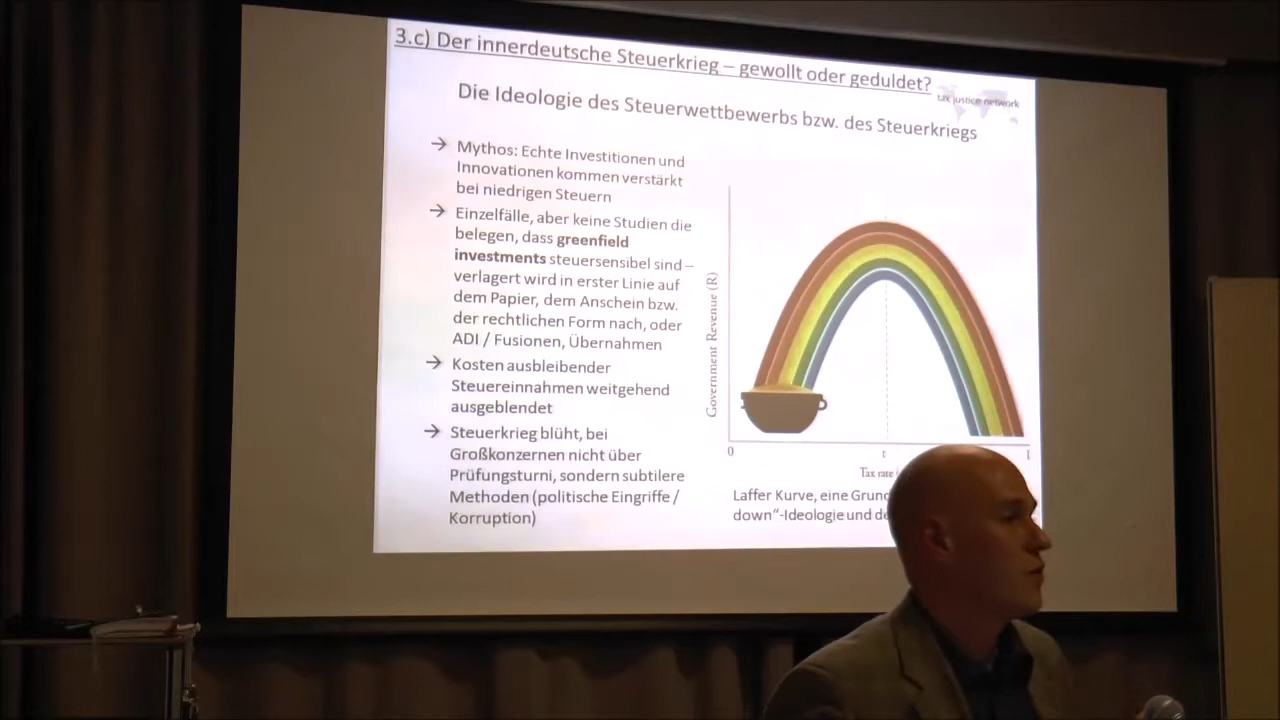 3.c) Der innerdeutsche Steuerkrieg – gewollt oder geduldet?
tax justice network
Die Ideologie des Steuerwettbewerbs bzw. des Steuerkriegs
→ Mythos: Echte Investitionen und
Innovationen kommen verstärkt
bei niedrigen Steuern
→ Einzelfälle, aber keine Studien die
belegen, dass greenfield
investments steuersensibel sind –
verlagert wird in erster Linie auf
dem Papier, dem Anschein bzw.
der rechtlichen Form nach, oder
ADI / Fusionen, Übernahmen
→ Kosten ausbleibender
Steuereinnahmen weitgehend
ausgeblendet
→ Steuerkrieg blüht, bei
Großkonzernen nicht über
Prüfungsturni, sondern subtilere
Methoden (politische Eingriffe /
Korruption)
Government Revenue (R)
0 t 1
Tax rate
Laffer Kurve, eine
down“-Ideologie und